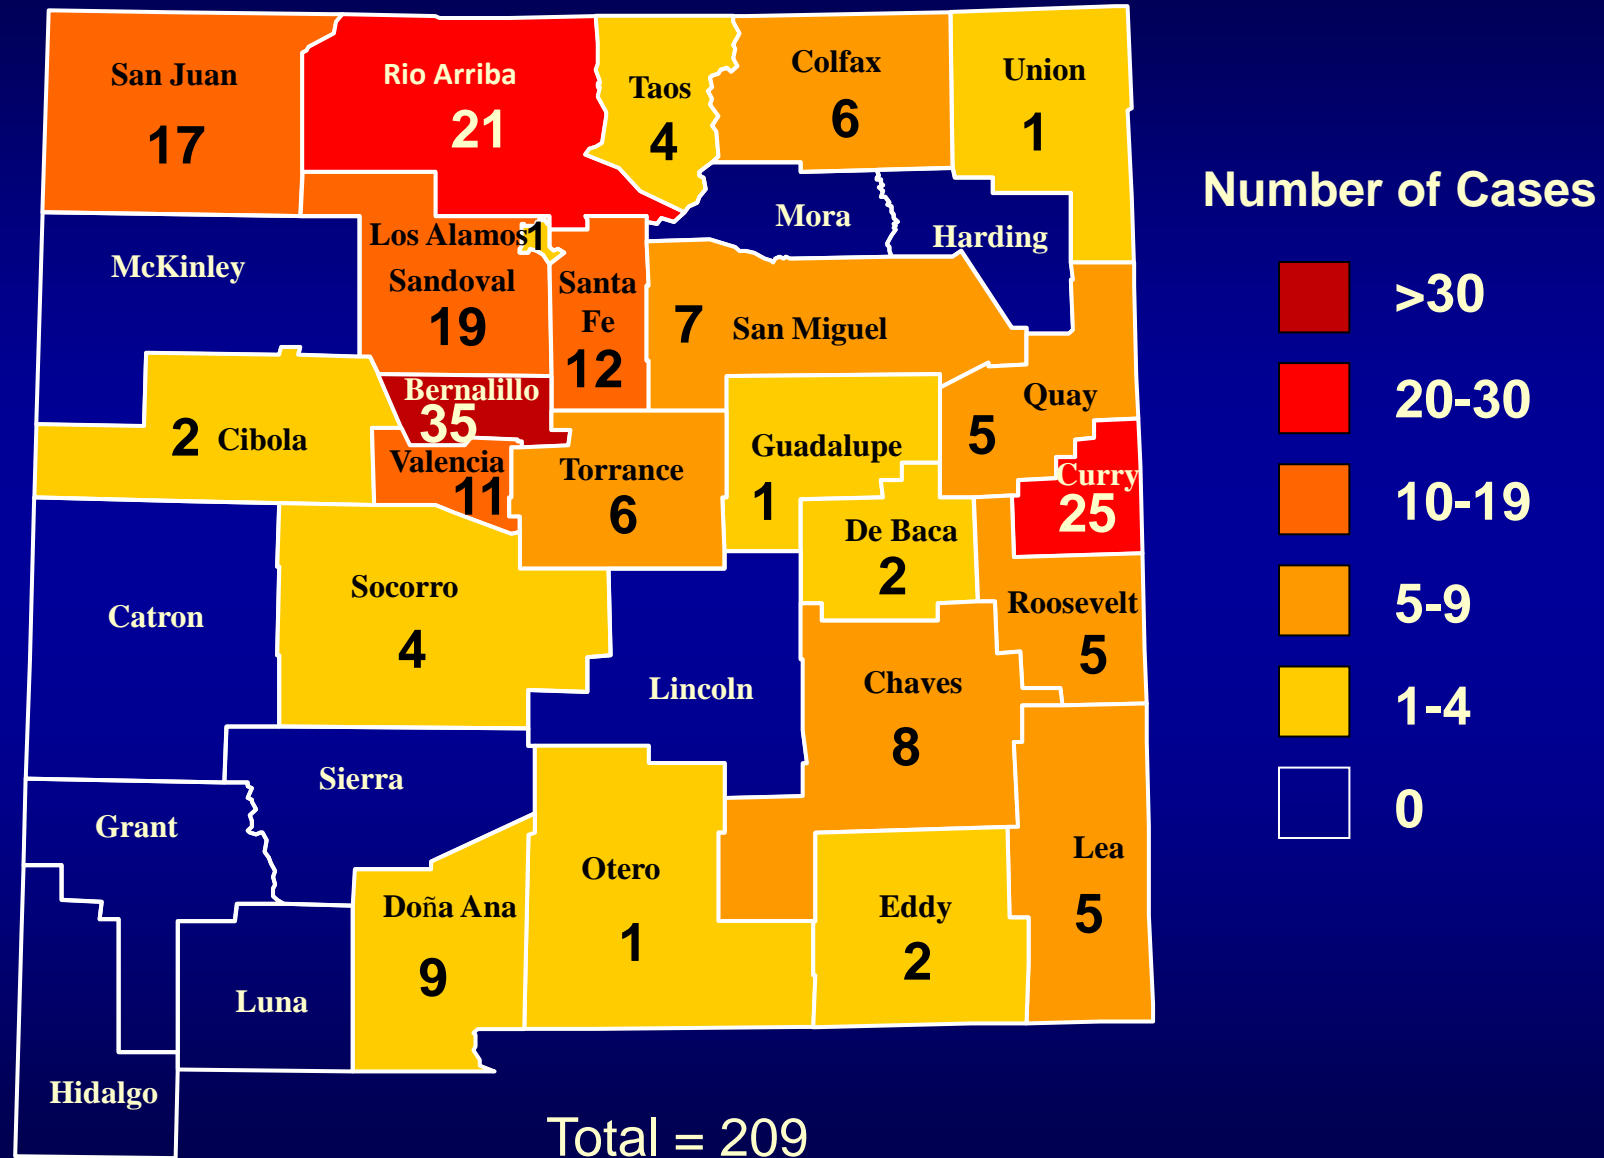 San Juan
17
Rio Arriba
21
Taos
4
Colfax
6
Union
1
Mora
Harding
McKinley
Los Alamos 1
Sandoval
19
Santa
Fe
12
7 San Miguel
Bernalillo
35
2 Cibola
Valencia
11
Torrance
6
Guadalupe
1
Quay
5
Curry
25
De Baca
2
Roosevelt
5
Catron
Socorro
4
Lincoln
Chaves
8
Sierra
Grant
Otero
1
Lea
5
Doña Ana
9
Eddy
2
Luna
Hidalgo
Total = 209
Number of Cases
>30
20-30
10-19
5-9
1-4
0